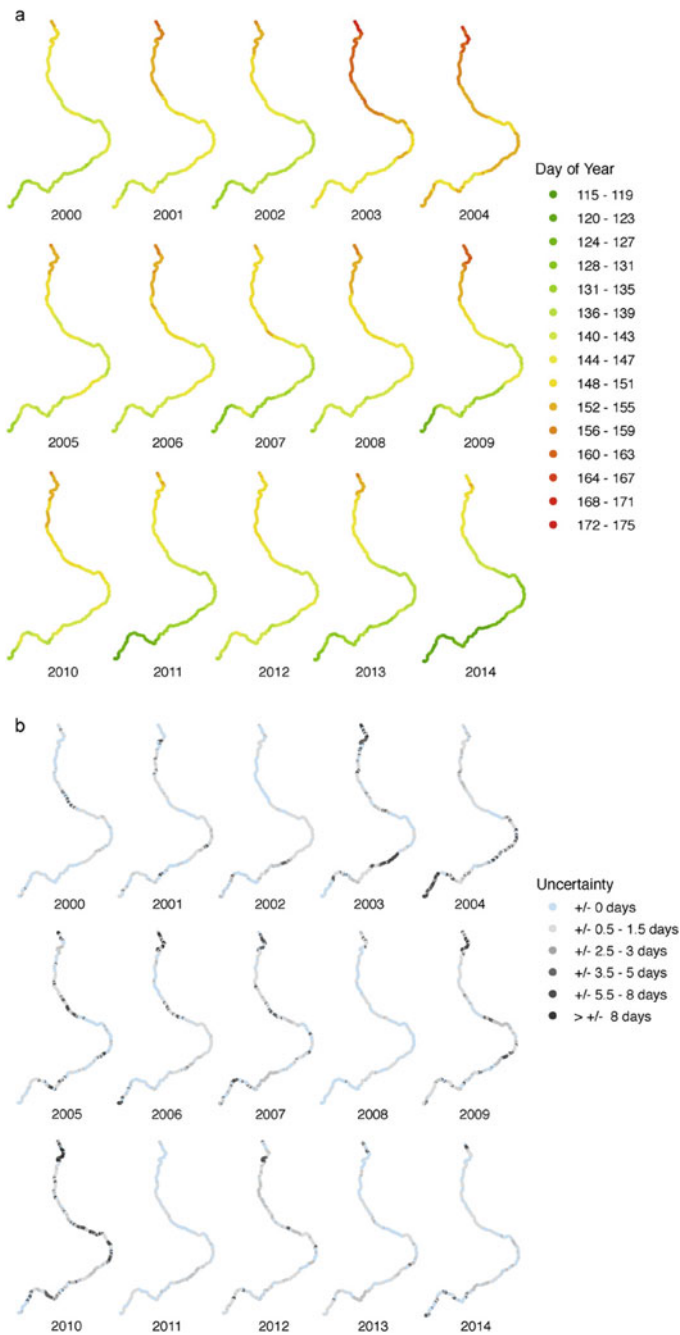 a
2000 2001 2002 2003 2004
Day of Year
115 - 119
120 - 123
124 - 127
128 - 131
131 - 135
136 - 139
140 - 143
144 - 147
148 - 151
152 - 155
156 - 159
160 - 163
164 - 167
168 - 171
172 - 175
2005 2006 2007 2008 2009
2010 2011 2012 2013 2014
b
2000 2001 2002 2003 2004
Uncertainty
+/- 0 days
+/- 0.5 - 1.5 days
+/- 2.5 - 3 days
+/- 3.5 - 5 days
+/- 5.5 - 8 days
> +/- 8 days
2005 2006 2007 2008 2009
2010 2011 2012 2013 2014